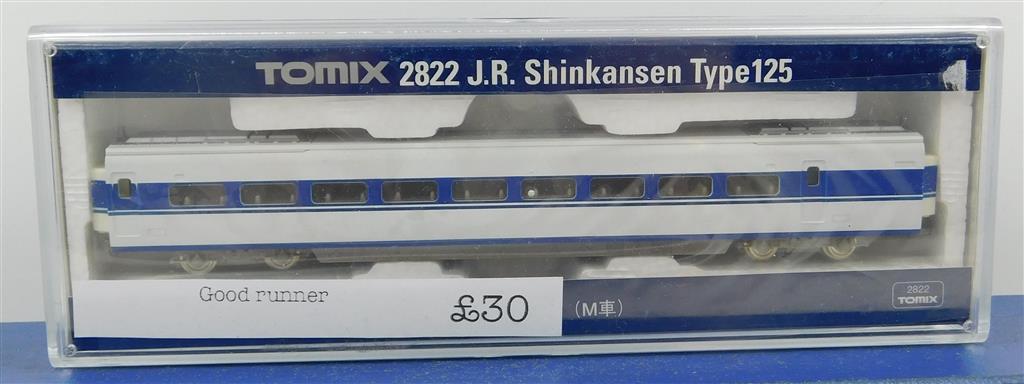 TOMIX 2822 J.R. Shinkansen Type125
Good runner
£30
(M車)
2822
TOMIX